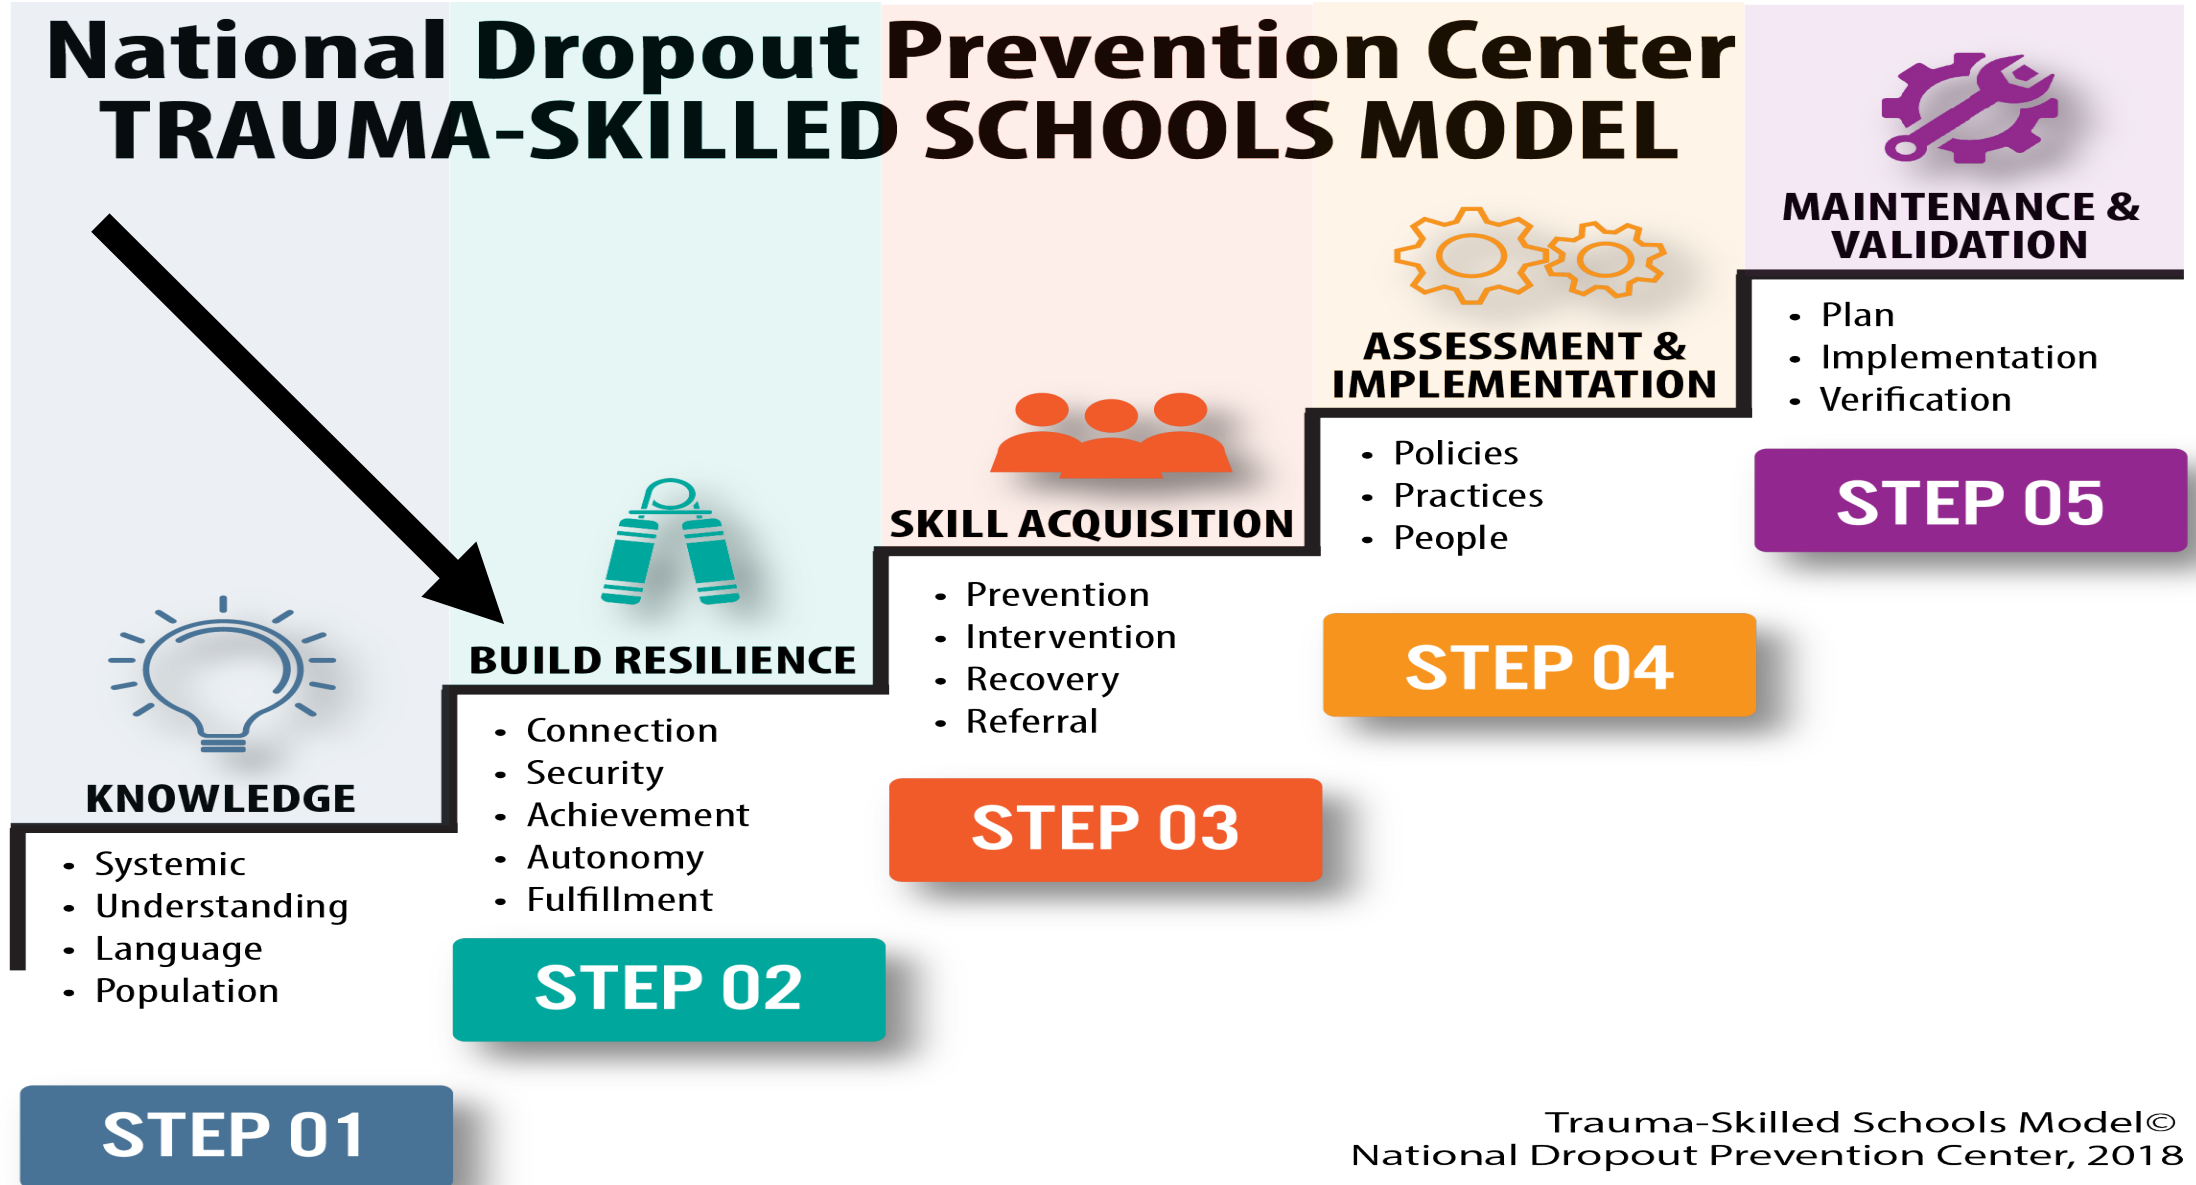 National Dropout Prevention Center
TRAUMA-SKILLED SCHOOLS MODEL
KNOWLEDGE
• Systemic
• Understanding
• Language
• Population
STEP 01
BUILD RESILIENCE
• Connection
• Security
• Achievement
• Autonomy
• Fulfillment
STEP 02
SKILL ACQUISITION
• Prevention
• Intervention
• Recovery
• Referral
STEP 03
ASSESSMENT &
IMPLEMENTATION
• Policies
• Practices
• People
STEP 04
MAINTENANCE &
VALIDATION
• Plan
• Implementation
• Verification
STEP 05
Trauma-Skilled Schools Model©
National Dropout Prevention Center, 2018